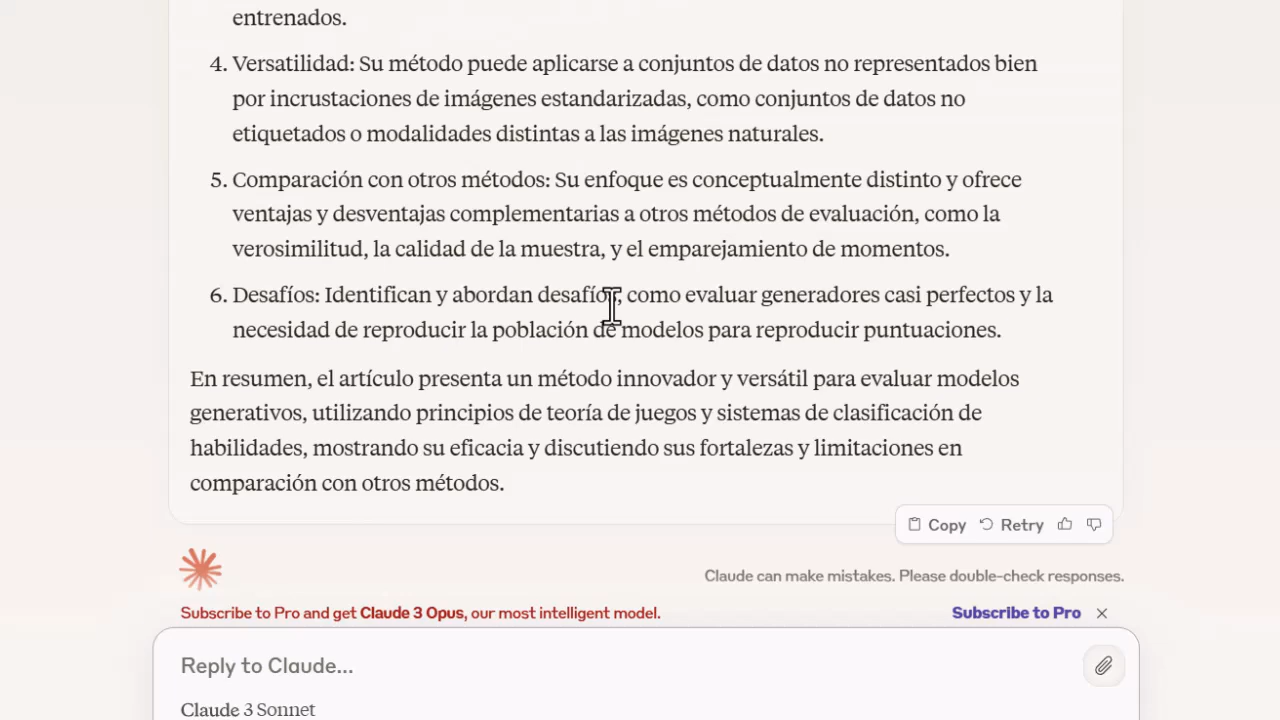 entrenados.
4. Versatilidad: Su método puede aplicarse a conjuntos de datos no representados bien
por incrustaciones de imágenes estandarizadas, como conjuntos de datos no
etiquetados o modalidades distintas a las imágenes naturales.
5. Comparación con otros métodos: Su enfoque es conceptualmente distinto y ofrece
ventajas y desventajas complementarias a otros métodos de evaluación, como la
verosimilitud, la calidad de la muestra, y el emparejamiento de momentos.
6. Desafíos: Identifican y abordan desafíos, como evaluar generadores casi perfectos y la
necesidad de reproducir la población de modelos para reproducir puntuaciones.
En resumen, el artículo presenta un método innovador y versátil para evaluar modelos
generativos, utilizando principios de teoría de juegos y sistemas de clasificación de
habilidades, mostrando su eficacia y discutiendo sus fortalezas y limitaciones en
comparación con otros métodos.
Copy Retry
Claude can make mistakes. Please double-check responses.
Subscribe to Pro and get Claude 3 Opus, our most intelligent model. Subscribe to Pro
Reply to Claude...
Claude 3 Sonnet